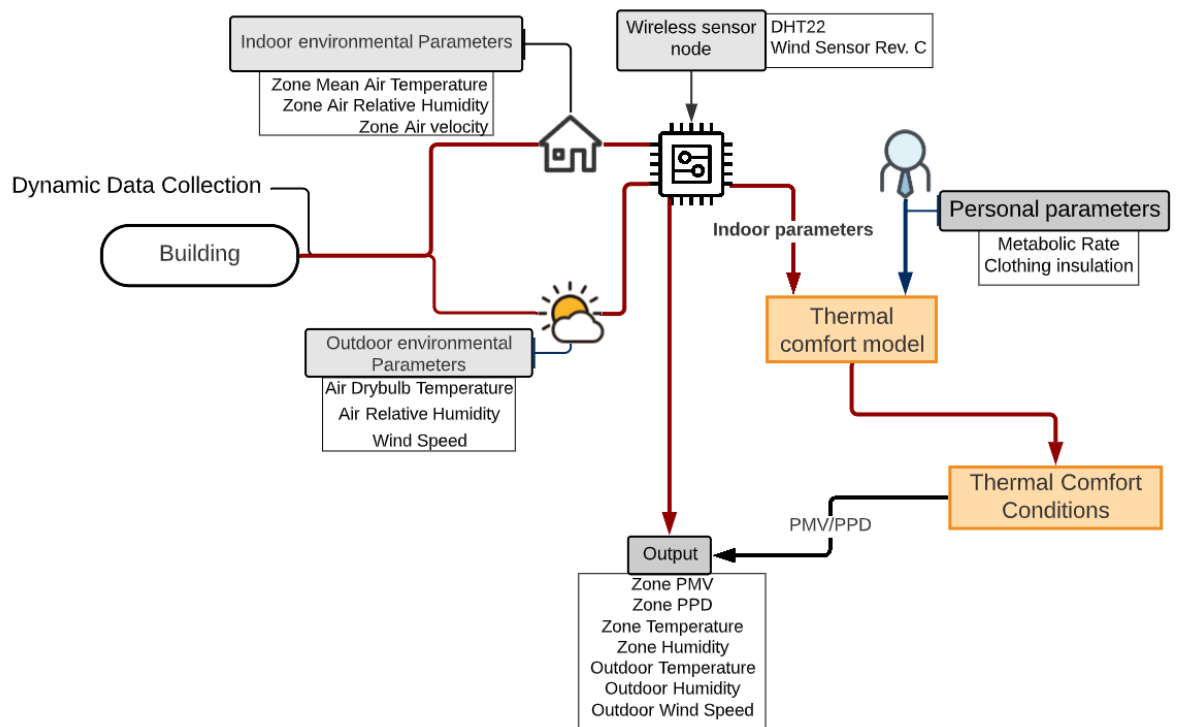 Indoor environmental Parameters
Zone Mean Air Temperature
Zone Air Relative Humidity
Zone Air velocity
Wireless sensor
node
DHT22
Wind Sensor Rev. C
Dynamic Data Collection
Building
Indoor parameters
Personal parameters
Metabolic Rate
Clothing insulation
Thermal
comfort model
Outdoor environmental
Parameters
Air Drybulb Temperature
Air Relative Humidity
Wind Speed
Thermal Comfort
Conditions
PMV/PPD
Output
Zone PMV
Zone PPD
Zone Temperature
Zone Humidity
Outdoor Temperature
Outdoor Humidity
Outdoor Wind Speed